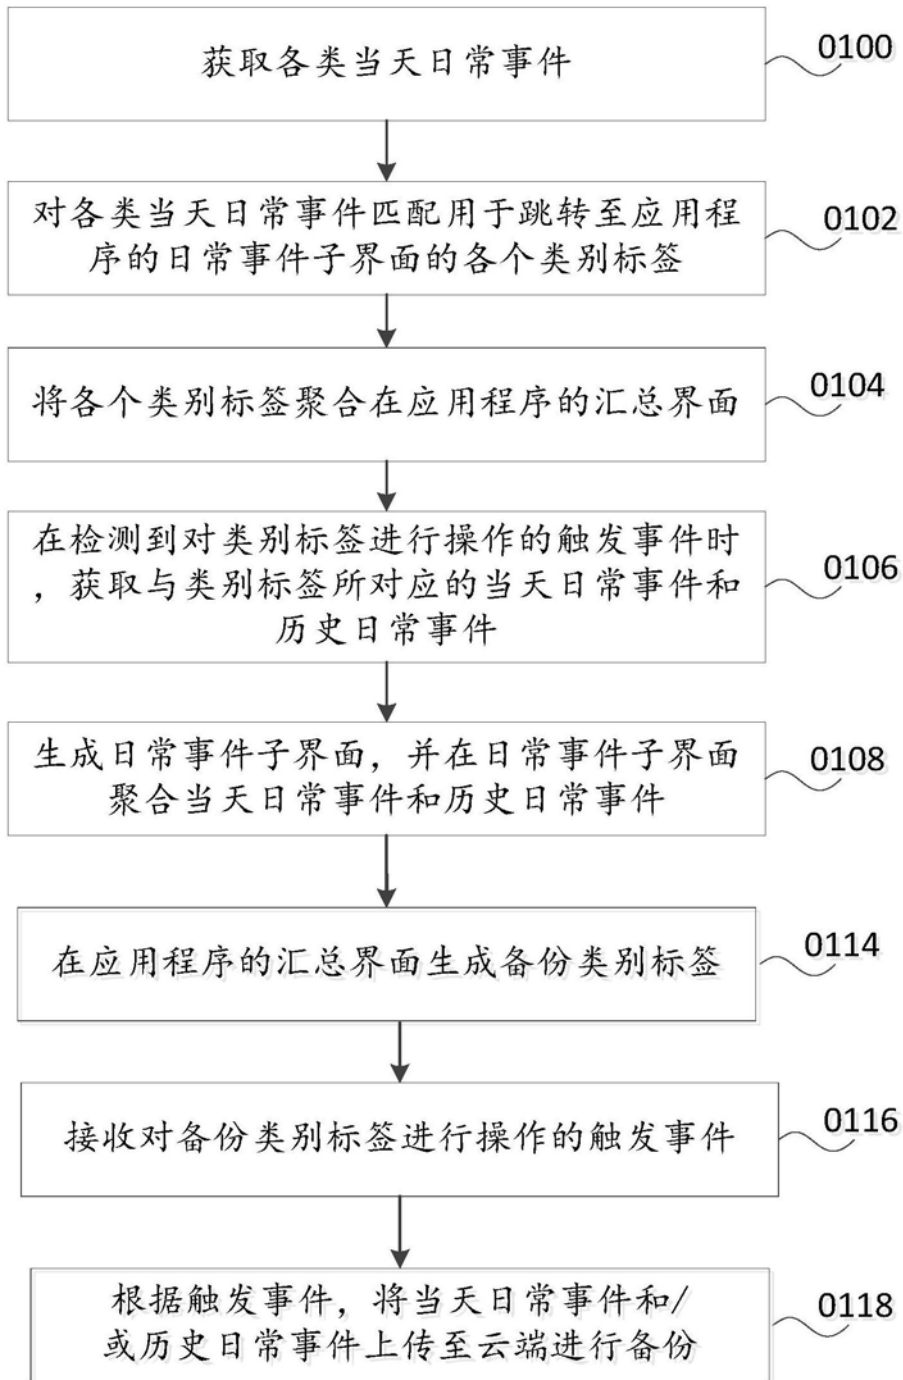 获取各类当天日常事件
0100
对各类当天日常事件匹配用于跳转至应用程
序的日常事件子界面的各个类别标签
0102
将各个类别标签聚合在应用程序的汇总界面
0104
在检测到对类别标签进行操作的触发事件时
，获取与类别标签所对应的当天日常事件和
历史日常事件
0106
生成日常事件子界面，并在日常事件子界面
聚合当天日常事件和历史日常事件
0108
在应用程序的汇总界面生成备份类别标签
0114
接收对备份类别标签进行操作的触发事件
0116
根据触发事件，将当天日常事件和/
或历史日常事件上传至云端进行备份
0118